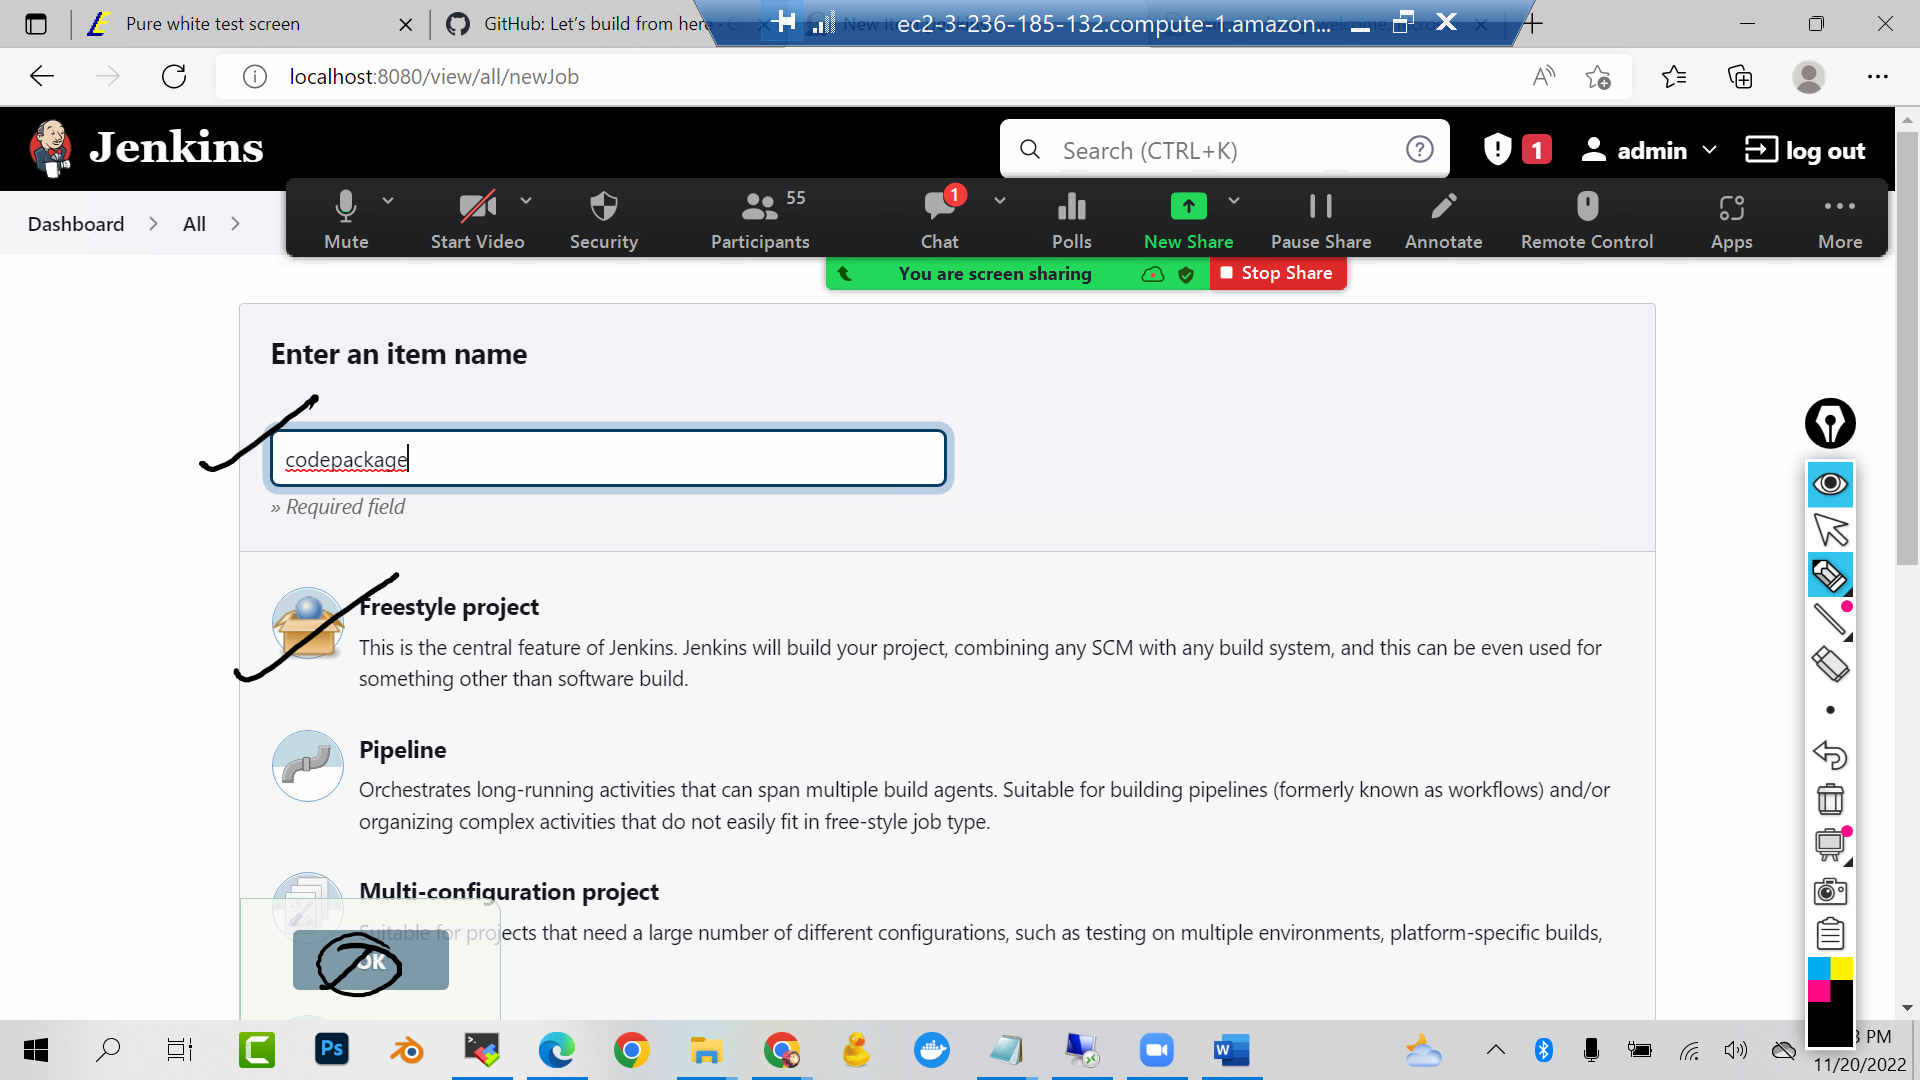 Pure white test screen
GitHub: Let's build from here
ec2-3-236-185-132.compute-1.amazon...
localhost:8080/view/all/newJob
Jenkins
Search (CTRL+K)
1
admin
log out
Dashboard
All
Mute
Start Video
Security
55
Participants
1
Chat
Polls
New Share
Pause Share
Annotate
Remote Control
Apps
More
You are screen sharing
Stop Share
Enter an item name
codepackage
» Required field
Freestyle project
This is the central feature of Jenkins. Jenkins will build your project, combining any SCM with any build system, and this can be even used for
something other than software build.
Pipeline
Orchestrates long-running activities that can span multiple build agents. Suitable for building pipelines (formerly known as workflows) and/or
organizing complex activities that do not easily fit in free-style job type.
Multi-configuration project
Suitable for projects that need a large number of different configurations, such as testing on multiple environments, platform-specific builds,
OK
Ps
PM
11/20/2022